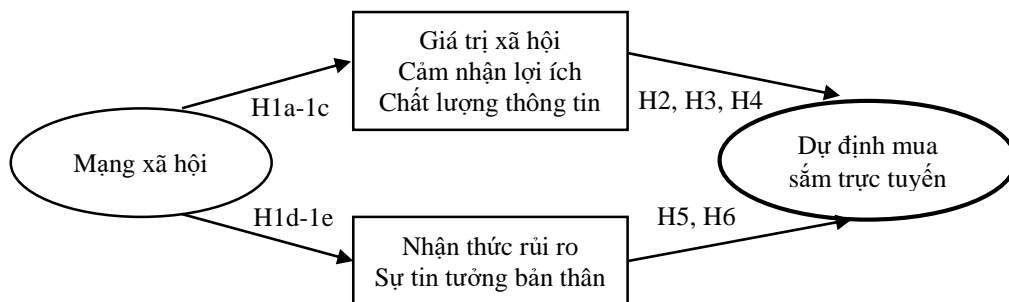 Giá trị xã hội
Cảm nhận lợi ích
Chất lượng thông tin
H1a-1c
H2, H3, H4
Mạng xã hội
Dự định mua
sắm trực tuyến
H1d-1e
H5, H6
Nhận thức rủi ro
Sự tin tưởng bản thân